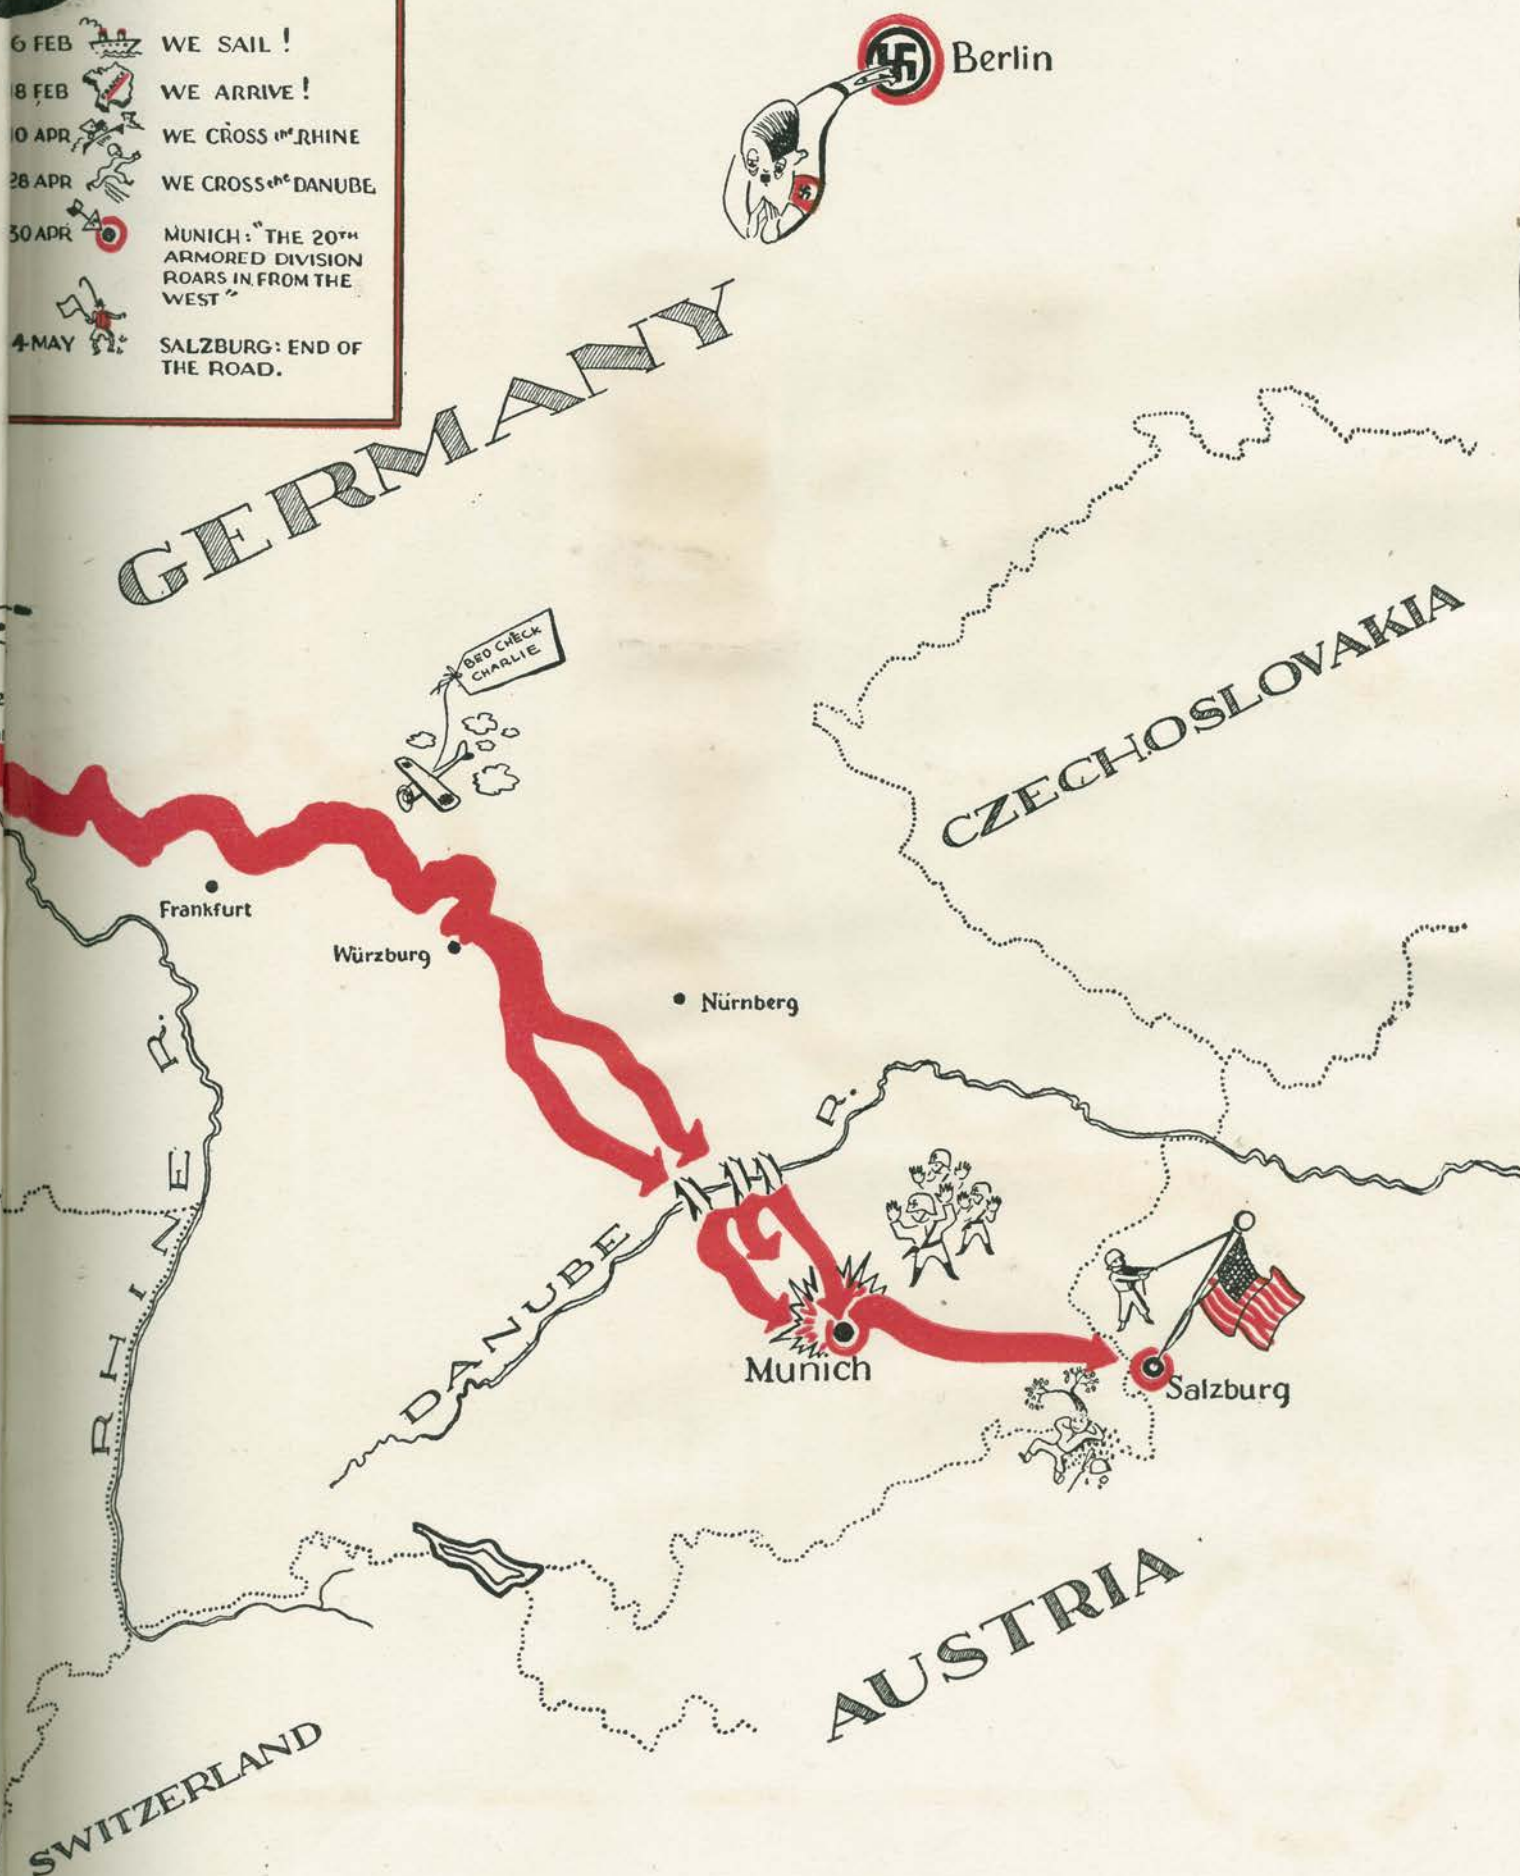 6 FEB WE SAIL !
8 FEB WE ARRIVE !
10 APR WE CROSS the RHINE
28 APR WE CROSS the DANUBE
30 APR MUNICH: "THE 20TH
ARMORED DIVISION
ROARS IN FROM THE
WEST"
4 MAY SALZBURG: END OF
THE ROAD.
Berlin
GERMANY
BED CHECK
CHARLIE
CZECHOSLOVAKIA
Frankfurt
Würzburg
Nürnberg
RHINE R.
DANUBE R.
Munich
Salzburg
AUSTRIA
SWITZERLAND